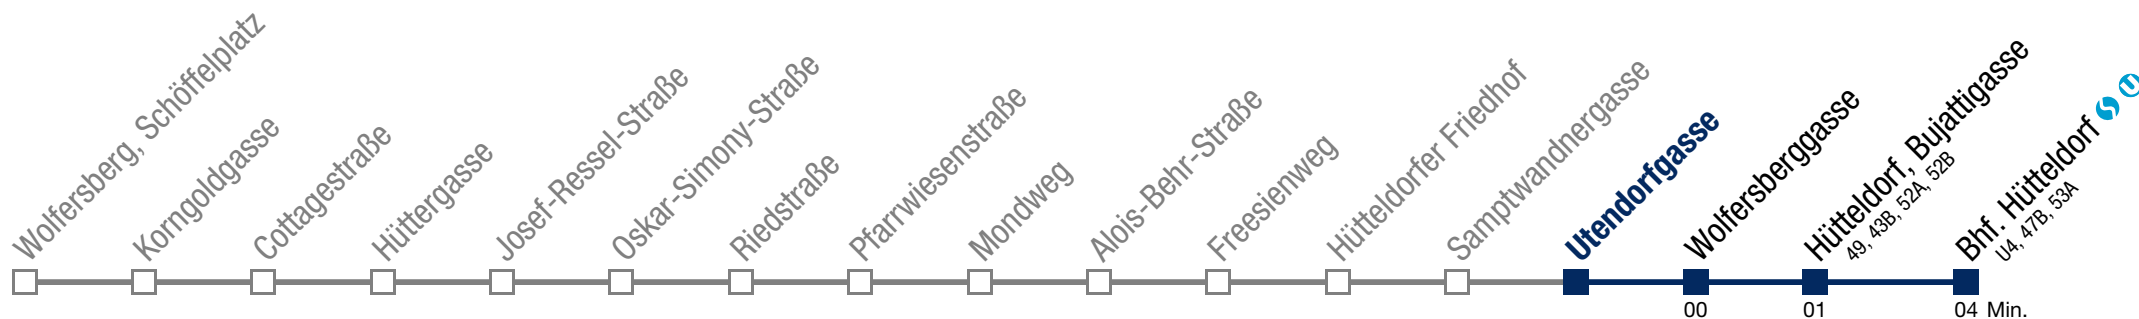 Wolfersberg, Schöffelplatz
Korngoldgasse
Cottagestraße
Hüttergasse
Josef-Ressel-Straße
Oskar-Simony-Straße
Riedstraße
Pfarrwiesenstraße
Mondweg
Alois-Behr-Straße
Freesienweg
Hütteldorfer Friedhof
Samptwandnergasse
Utendorfgasse
Wolfersberggasse
Hütteldorf, Bujattigasse
49, 43B, 52A, 52B
Bhf. Hütteldorf S U
U4, 47B, 53A
00 01 04 Min.